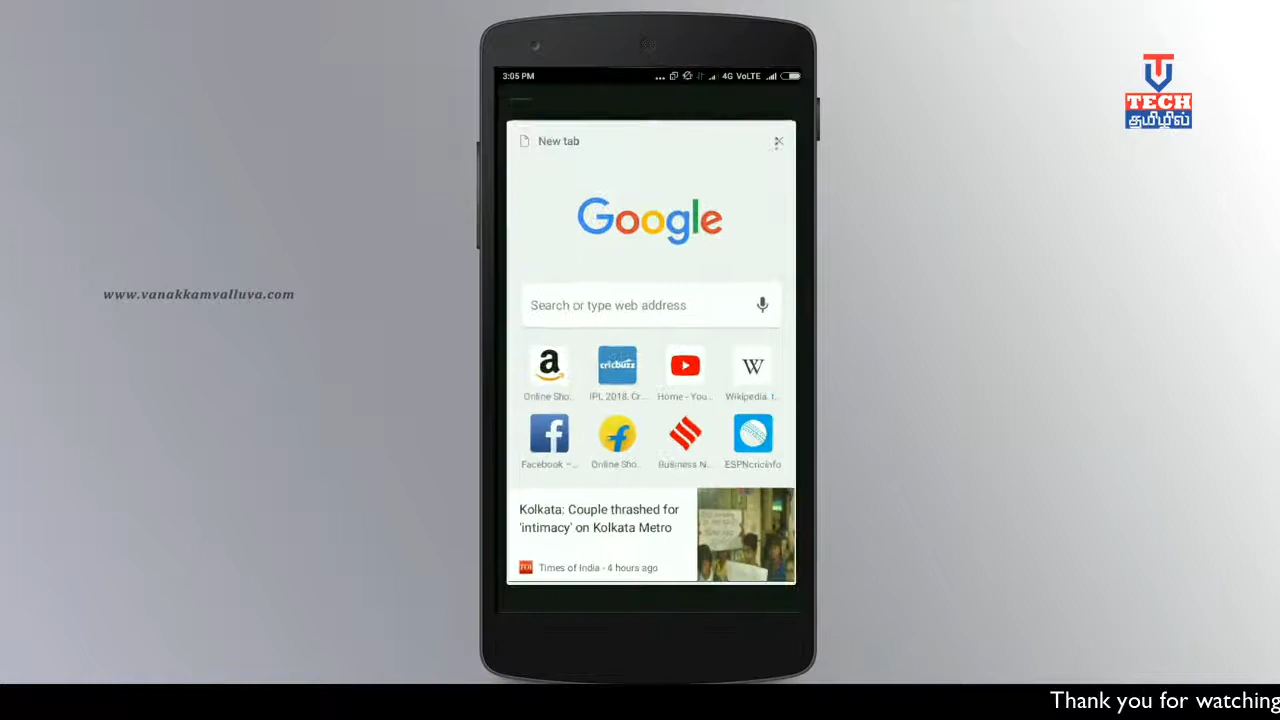 3:05 PM
4G VoLTE
TECH
தமிழில்
New tab
Google
www.vanakkamvalluva.com
Search or type web address
a
cricbuzz
W
Online Sho..
IPL 2018. Cr...
Home - You...
Wikipedia, t..
Facebook –...
Online Sho..
Business N..
ESPNcricinfo
Kolkata: Couple thrashed for
'intimacy' on Kolkata Metro
TOI
Times of India - 4 hours ago
Thank you for watching